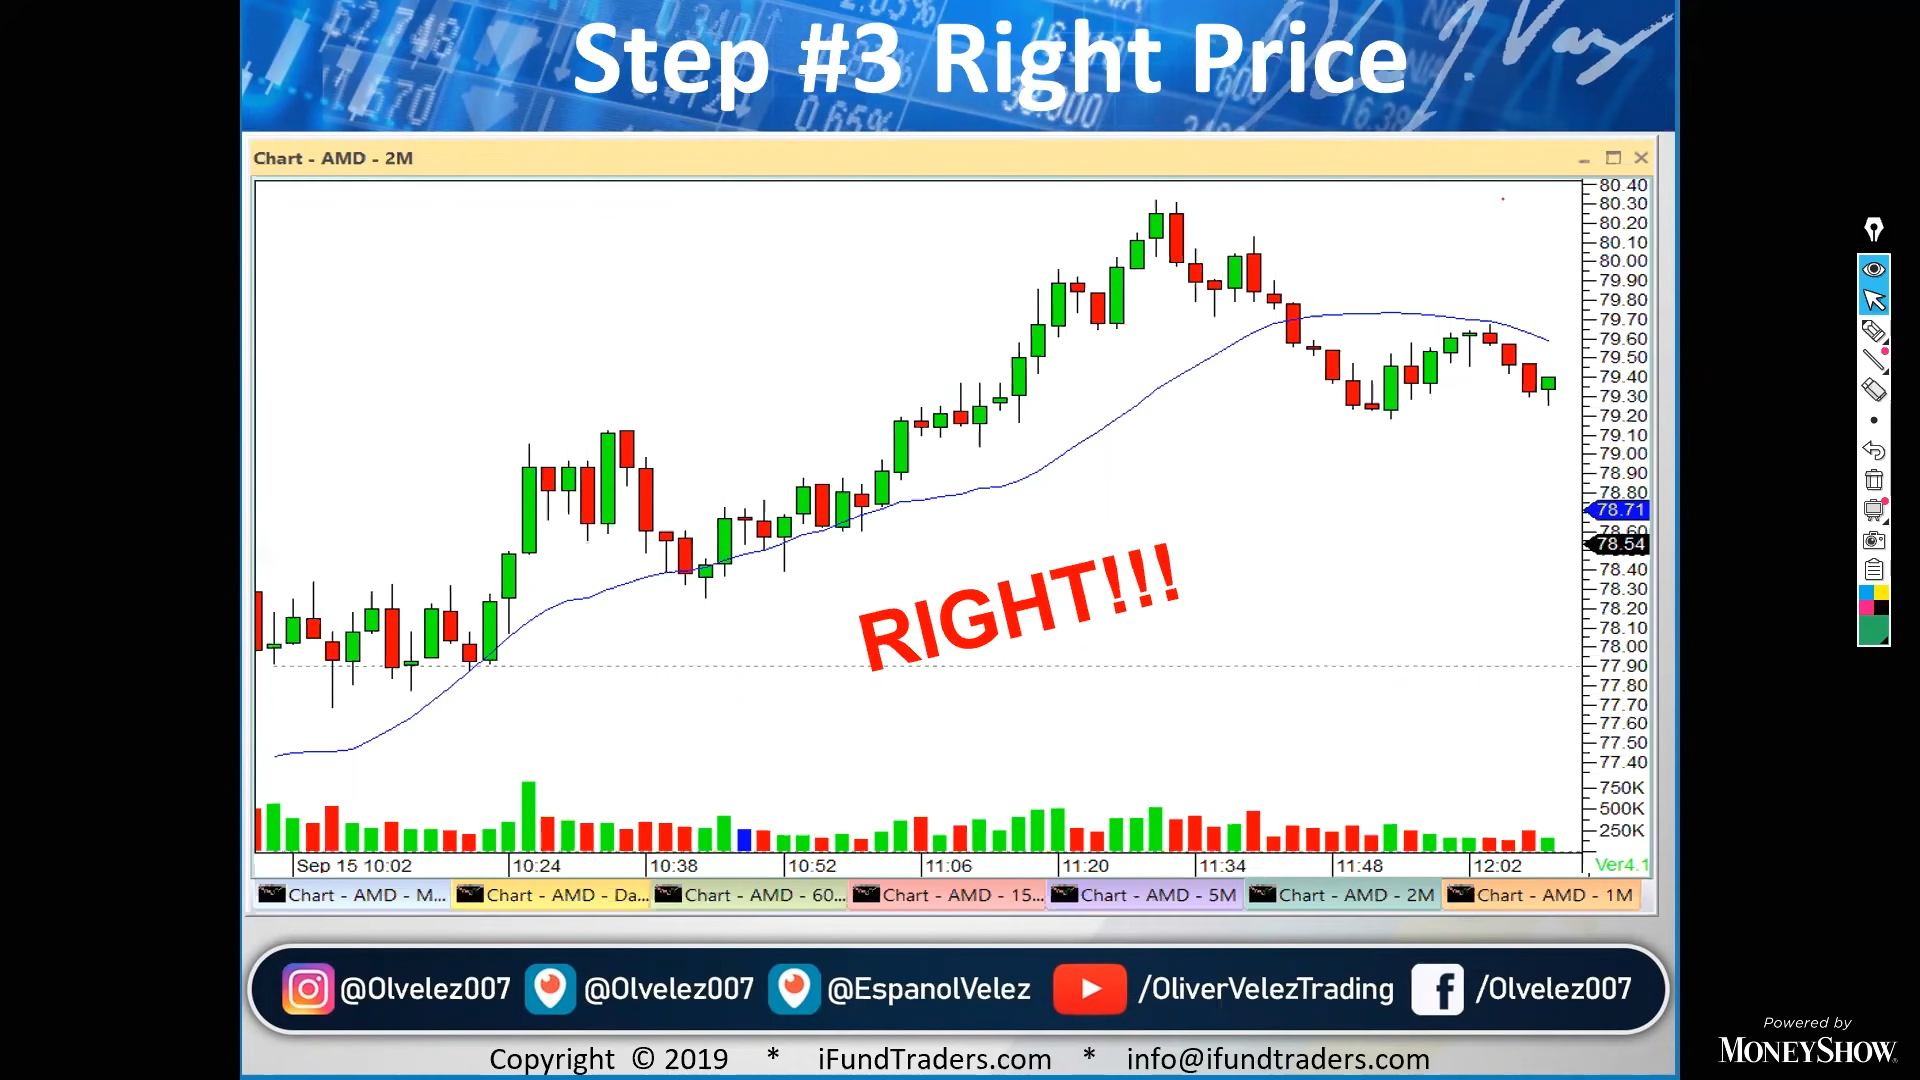 Step #3 Right Price
Chart - AMD - 2M
80.40
80.30
80.20
80.10
80.00
79.90
79.80
79.70
79.60
79.50
79.40
79.30
79.20
79.10
79.00
78.90
78.80
78.71
78.60
78.54
78.40
78.30
78.20
78.10
78.00
77.90
77.80
77.70
77.60
77.50
77.40
RIGHT!!!
750K
500K
250K
Sep 15 10:02 10:24 10:38 10:52 11:06 11:20 11:34 11:48 12:02 Ver4.1
Chart - AMD - M... Chart - AMD - Da... Chart - AMD - 60... Chart - AMD - 15... Chart - AMD - 5M Chart - AMD - 2M Chart - AMD - 1M
@Olvelez007 @Olvelez007 @EspanolVelez /OliverVelezTrading /Olvelez007
Copyright © 2019 * iFundTraders.com * info@ifundtraders.com
Powered by
MONEYSHOW